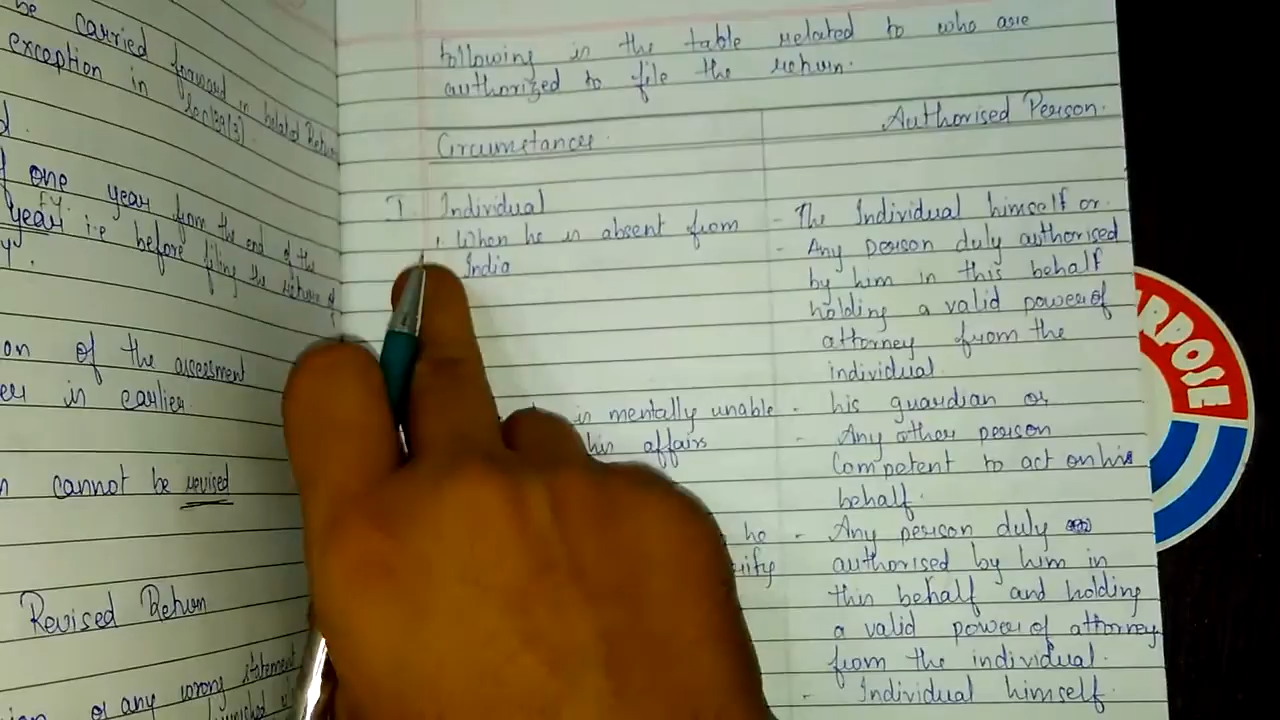 be carried forward in belated Return
exception in Sec 139(3).
d.
of one year from the end of the
F.Y.
year i.e before filing the return of
y.
on of the assesment
er in earlier
n cannot be revised
Revised Return
or any wrong statement
following is the table related to who are
authorized to file the return.
Circumstances. Authorised Person.
I. Individual - The Individual himself or
1. When he is absent from - Any person duly authorised
India by him in this behalf
holding a valid power of
attorney from the
individual.
is mentally unable - his guardian or
his affairs - Any other person
Competent to act on his
behalf.
he - Any person duly
authorised by him in
this behalf and holding
a valid power of attorney
from the individual.
- Individual himself.
RPOSE